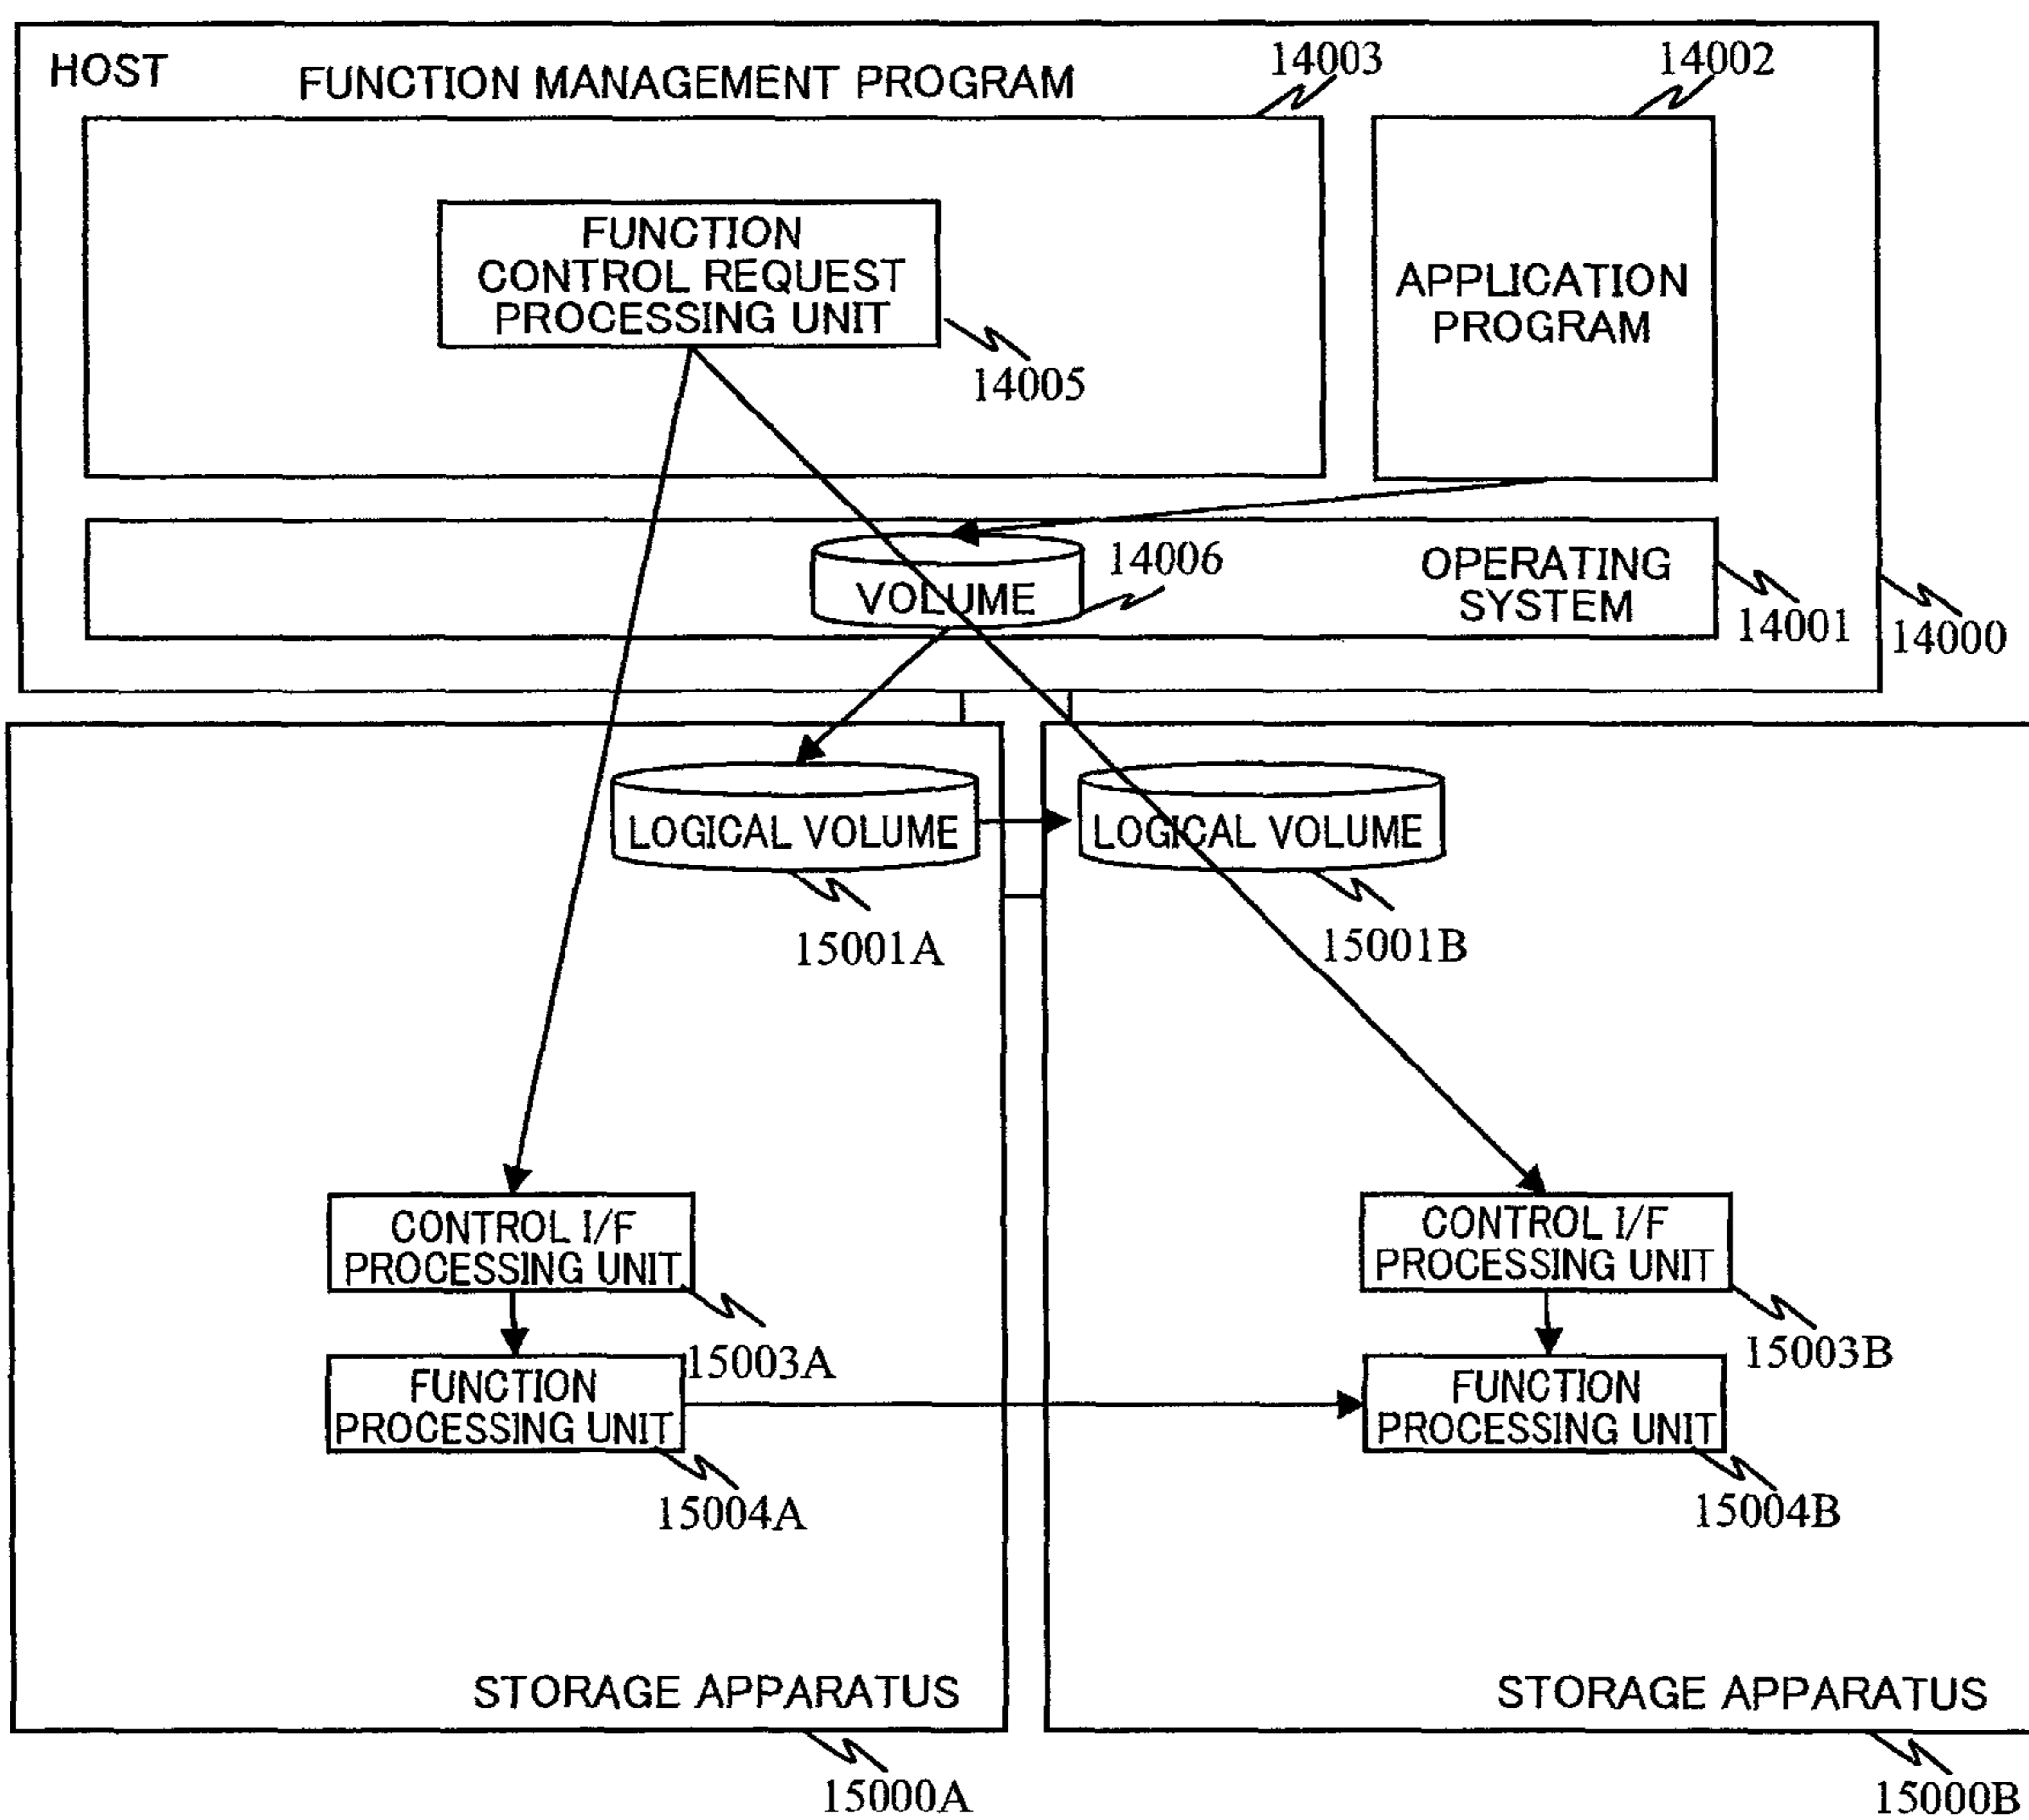 HOST
FUNCTION MANAGEMENT PROGRAM
14003
14002
FUNCTION
CONTROL REQUEST
PROCESSING UNIT
14005
APPLICATION
PROGRAM
VOLUME
14006
OPERATING
SYSTEM
14001
14000
LOGICAL VOLUME
15001A
LOGICAL VOLUME
15001B
CONTROL I/F
PROCESSING UNIT
15003A
FUNCTION
PROCESSING UNIT
15004A
CONTROL I/F
PROCESSING UNIT
15003B
FUNCTION
PROCESSING UNIT
15004B
STORAGE APPARATUS
15000A
STORAGE APPARATUS
15000B